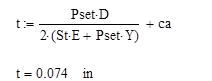 t := Pset·D / 2·(St·E + Pset·Y) + ca
t = 0.074 in